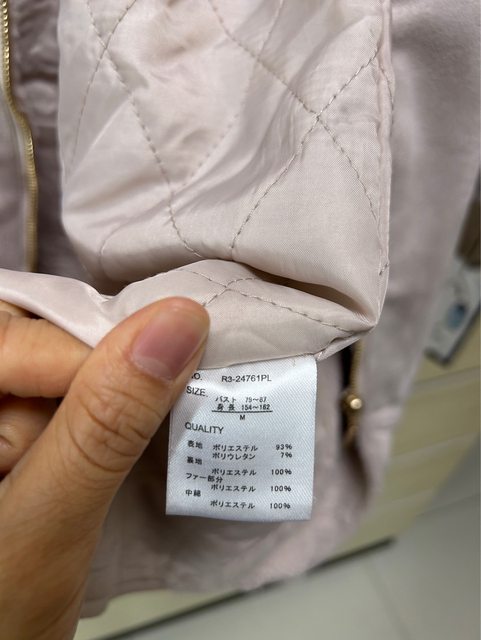 NO. R3-24761PL
SIZE.
バスト 79〜87
身長 154〜162
M
QUALITY
表地 ポリエステル 93%
ポリウレタン 7%
裏地
ポリエステル 100%
ファー部分
ポリエステル 100%
中綿
ポリエステル 100%